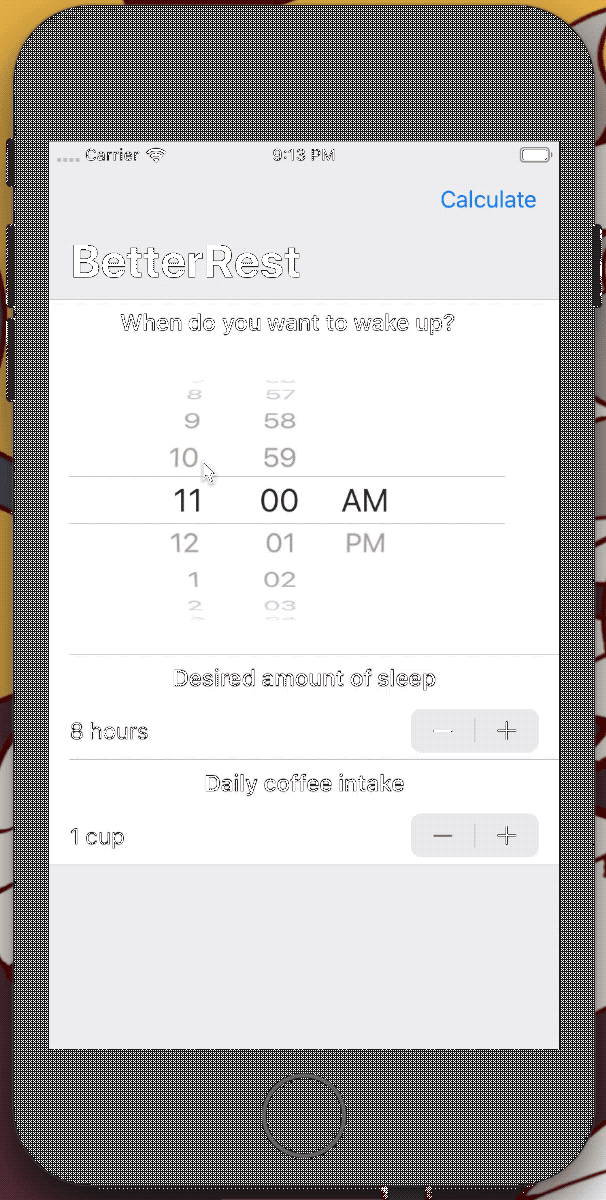 Carrier 9:13 PM
Calculate
BetterRest
When do you want to wake up?
8 57
9 58
10 59
11 00 AM
12 01 PM
1 02
2 03
Desired amount of sleep
8 hours − +
Daily coffee intake
1 cup − +